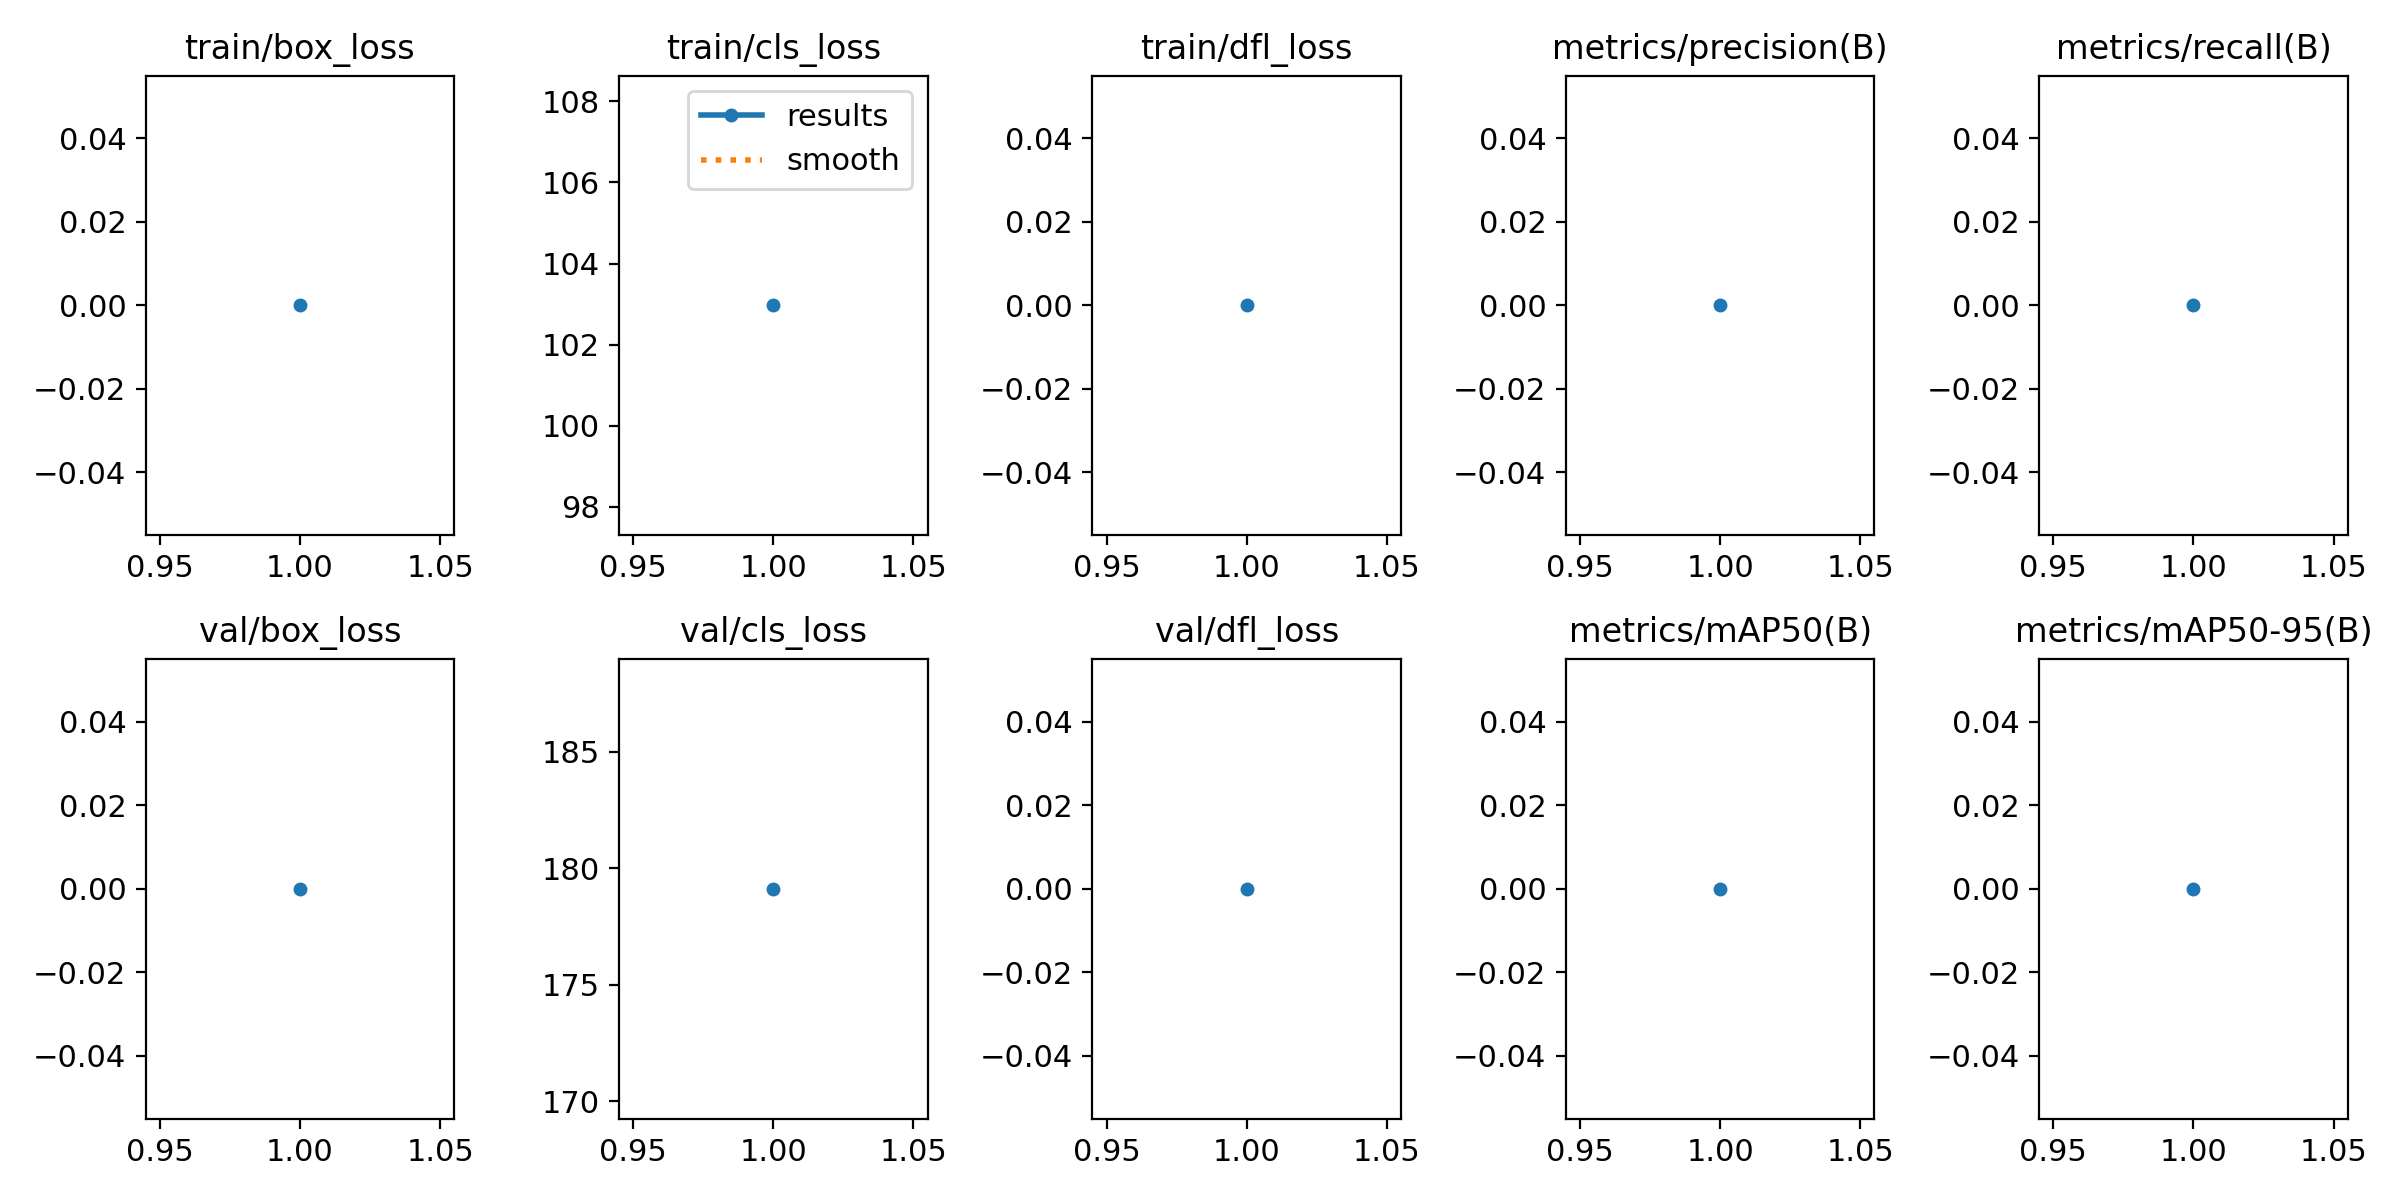 train/box_loss
0.04
0.02
0.00
−0.02
−0.04
0.95 1.00 1.05
train/cls_loss
results
smooth
108
106
104
102
100
98
0.95 1.00 1.05
train/dfl_loss
0.04
0.02
0.00
−0.02
−0.04
0.95 1.00 1.05
metrics/precision(B)
0.04
0.02
0.00
−0.02
−0.04
0.95 1.00 1.05
metrics/recall(B)
0.04
0.02
0.00
−0.02
−0.04
0.95 1.00 1.05
val/box_loss
0.04
0.02
0.00
−0.02
−0.04
0.95 1.00 1.05
val/cls_loss
185
180
175
170
0.95 1.00 1.05
val/dfl_loss
0.04
0.02
0.00
−0.02
−0.04
0.95 1.00 1.05
metrics/mAP50(B)
0.04
0.02
0.00
−0.02
−0.04
0.95 1.00 1.05
metrics/mAP50-95(B)
0.04
0.02
0.00
−0.02
−0.04
0.95 1.00 1.05